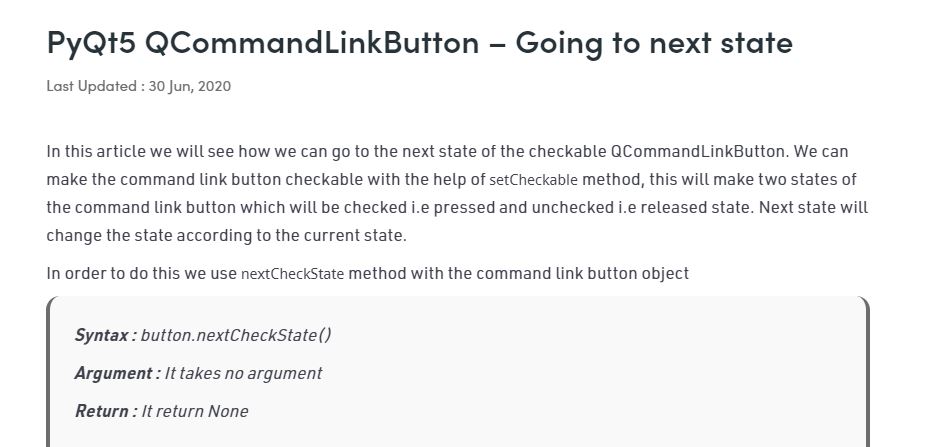 PyQt5 QCommandLinkButton – Going to next state
Last Updated : 30 Jun, 2020
In this article we will see how we can go to the next state of the checkable QCommandLinkButton. We can
make the command link button checkable with the help of setCheckable method, this will make two states of
the command link button which will be checked i.e pressed and unchecked i.e released state. Next state will
change the state according to the current state.
In order to do this we use nextCheckState method with the command link button object
Syntax : button.nextCheckState()
Argument : It takes no argument
Return : It return None